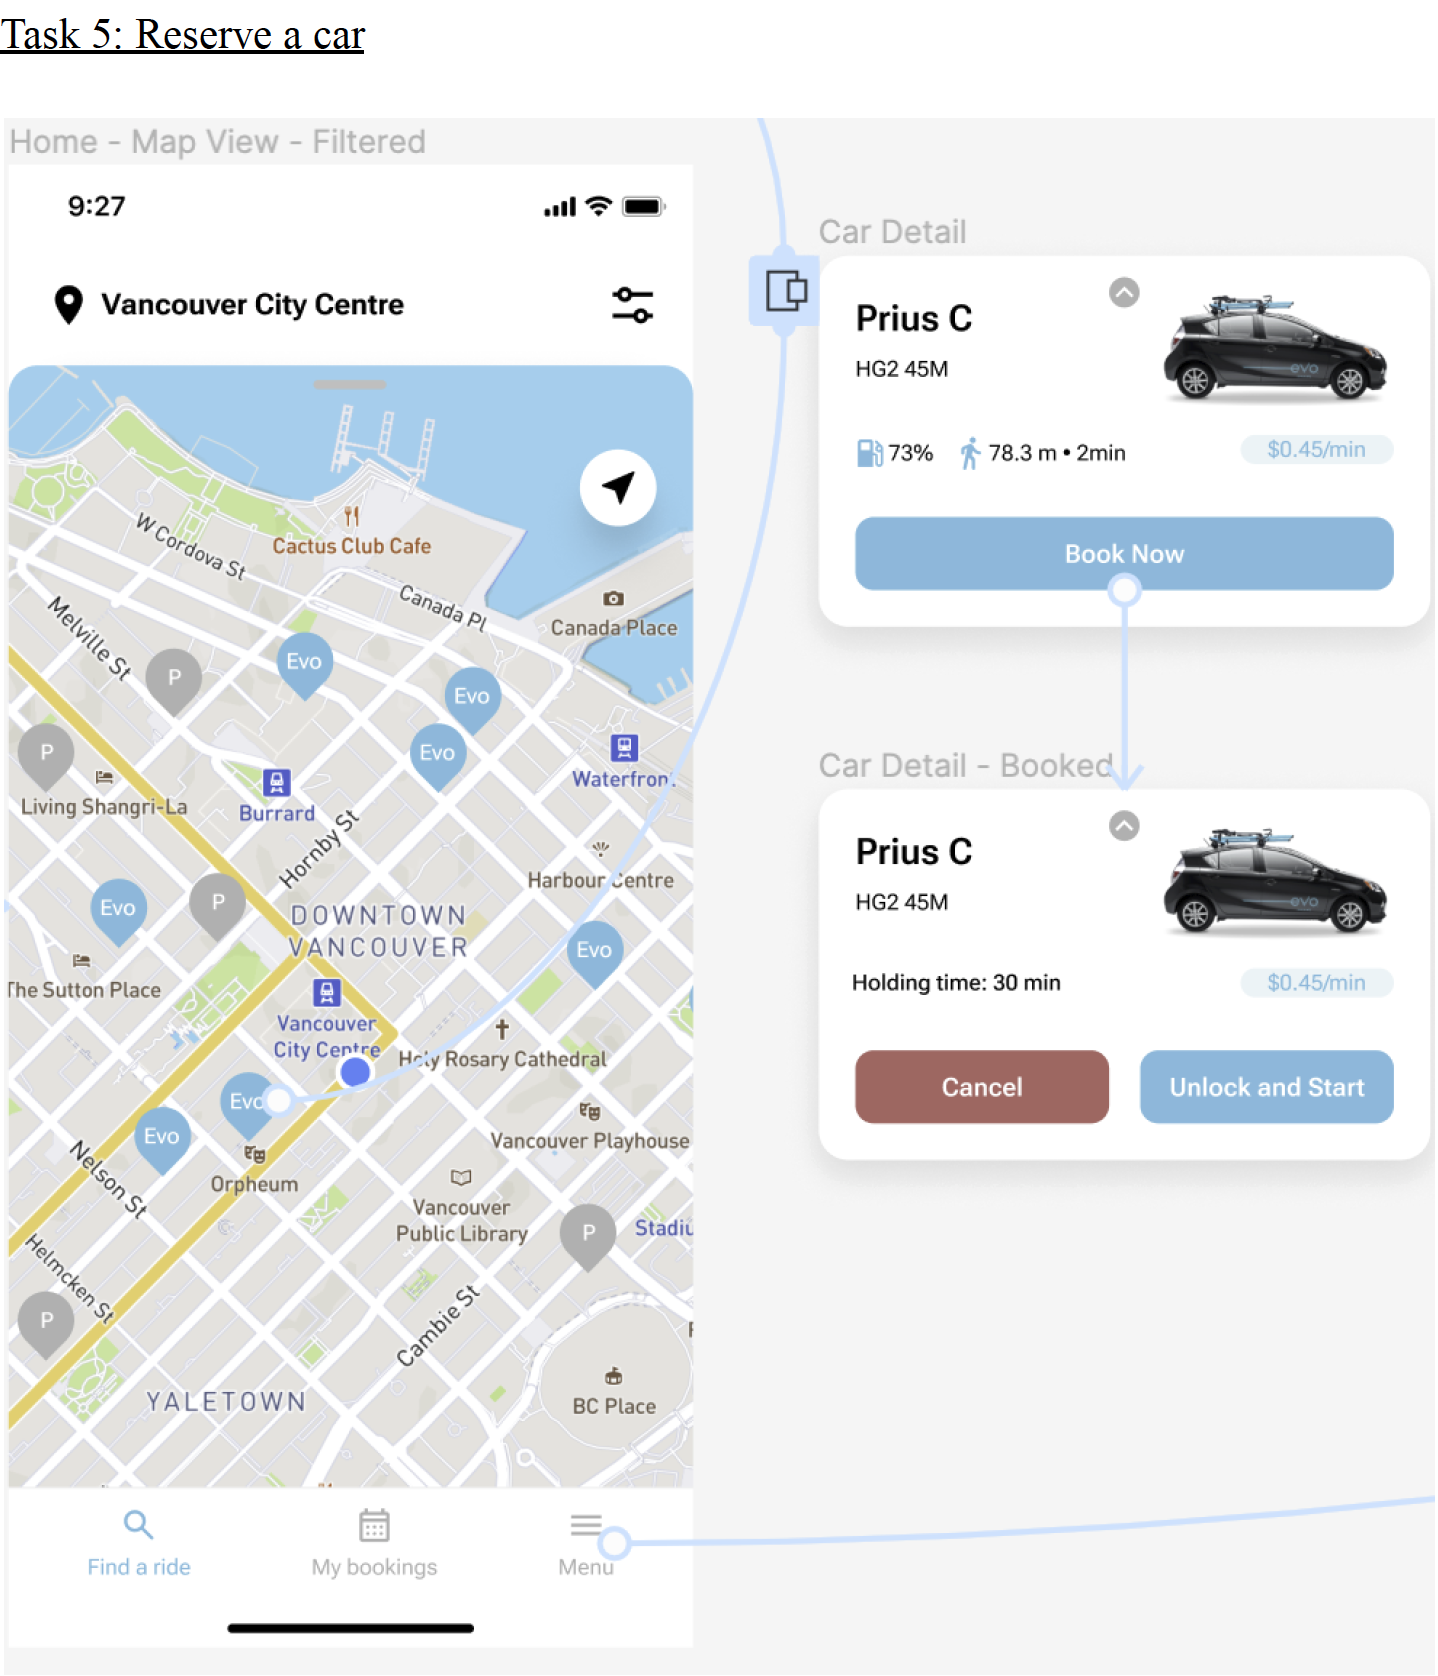 Task 5: Reserve a car
Home - Map View - Filtered
9:27
Vancouver City Centre
W Cordova St
Cactus Club Cafe
Canada Pl
Canada Place
Melville St
P
Evo
Evo
Evo
P
Waterfront
Living Shangri-La
Burrard
Hornby St
Harbour Centre
Evo
P
DOWNTOWN
VANCOUVER
Evo
The Sutton Place
Vancouver
City Centre
Holy Rosary Cathedral
Evo
Evo
Vancouver Playhouse
Nelson St
Orpheum
Vancouver
Public Library
P
Stadiu
Helmcken St
P
Cambie St
YALETOWN
BC Place
Find a ride
My bookings
Menu
Car Detail
Prius C
HG2 45M
evo
73%
78.3 m • 2min
$0.45/min
Book Now
Car Detail - Booked
Prius C
HG2 45M
evo
Holding time: 30 min
$0.45/min
Cancel
Unlock and Start